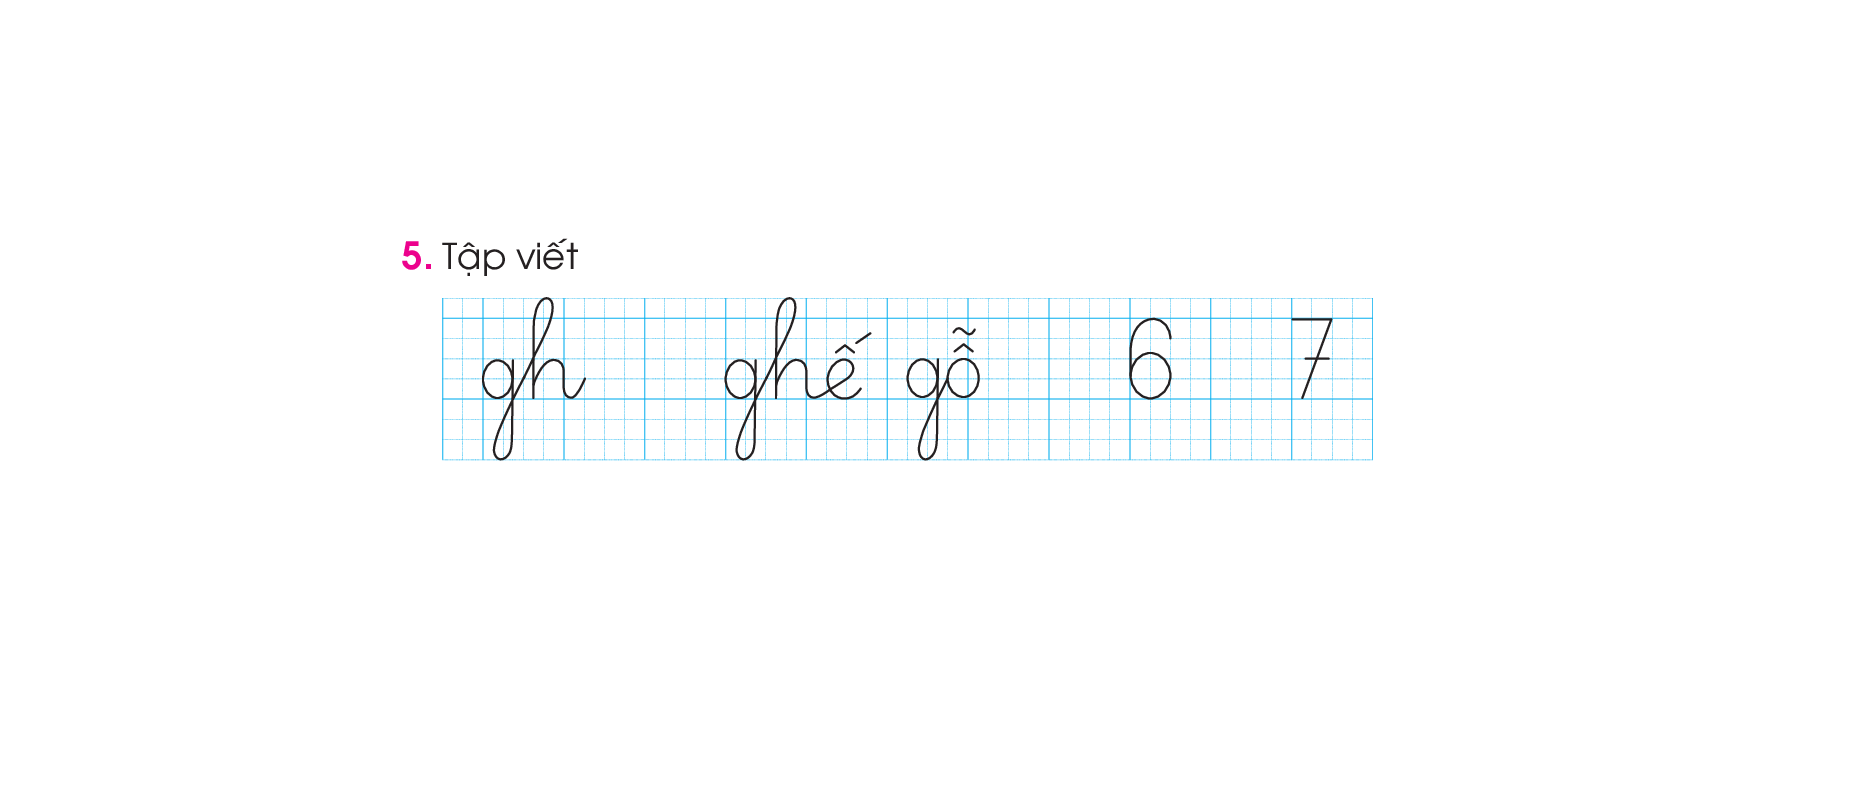 5. Tập viết
gh ghế gỗ 6 7